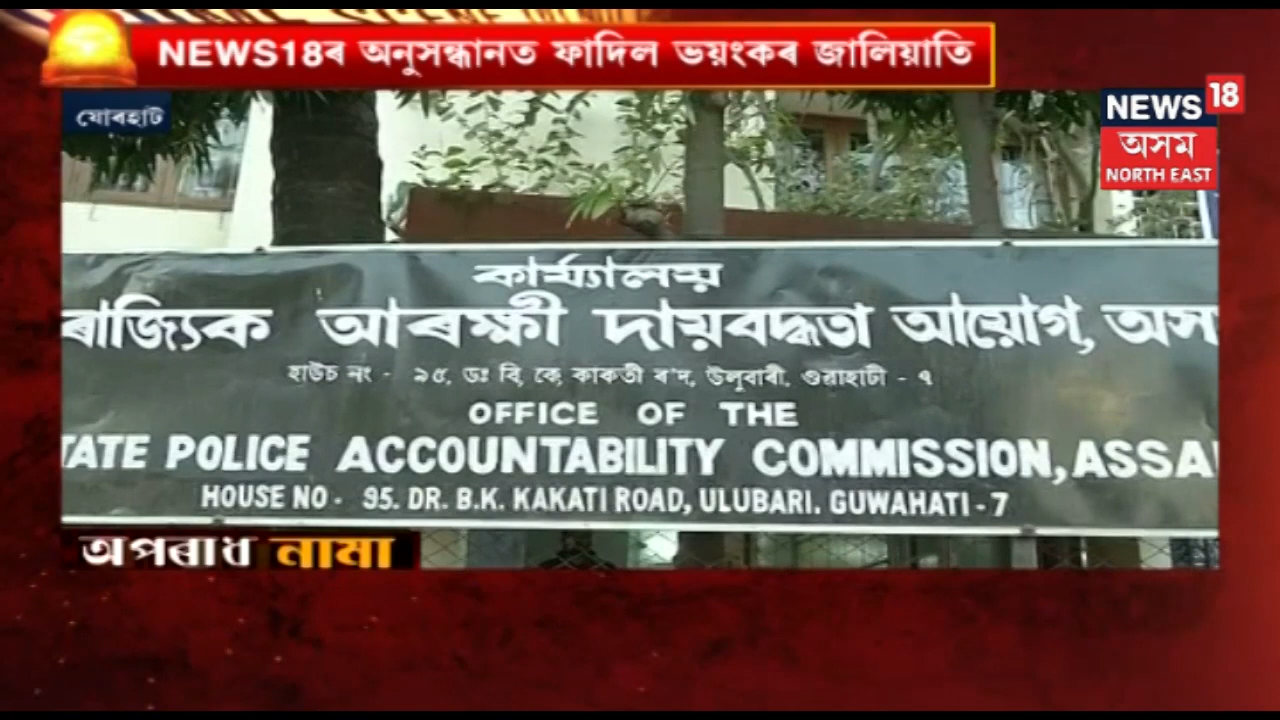 NEWS18ৰ অনুসন্ধানত ফাদিল ভয়ংকৰ জালিয়াতি
যোৰহাট
NEWS 18
অসম
NORTH EAST
কাৰ্য্যালয়
ৰাজ্যিক আৰক্ষী দায়বদ্ধতা আয়োগ, অস
হাউচ নং - ৯৫, ডঃ বি, কে, কাকতী ৰ'দ, উলুবাৰী. গুৱাহাটী - ৭
OFFICE OF THE
TATE POLICE ACCOUNTABILITY COMMISSION, ASSA
HOUSE NO - 95. DR. B.K. KAKATI ROAD, ULUBARI. GUWAHATI - 7
অপৰাধ নামা